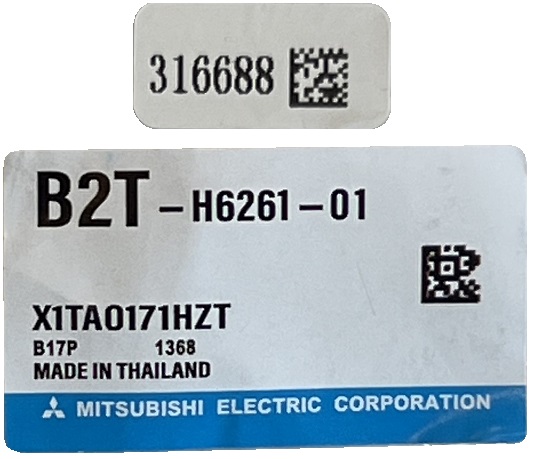 316688
B2T-H6261-01
X1TA0171HZT
B17P 1368
MADE IN THAILAND
MITSUBISHI ELECTRIC CORPORATION